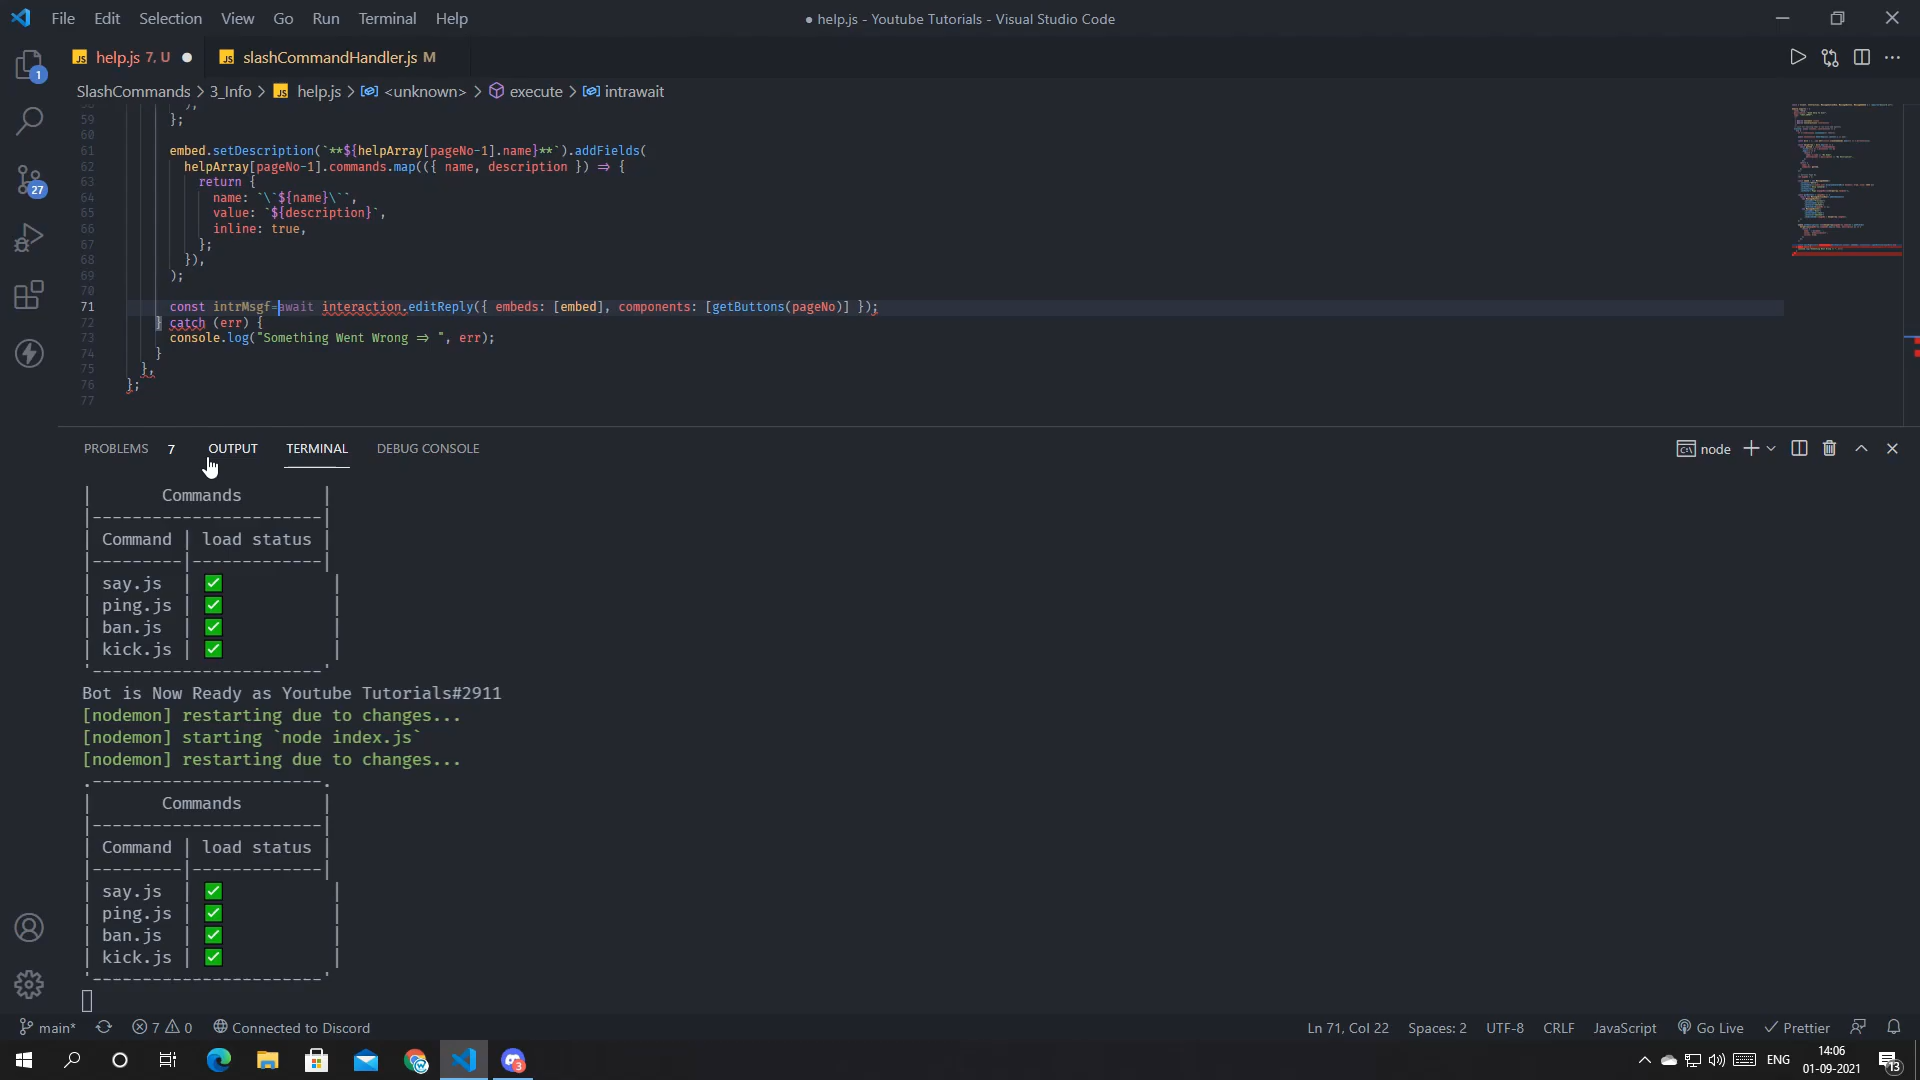 File Edit Selection View Go Run Terminal Help
● help.js - Youtube Tutorials - Visual Studio Code
JS help.js 7, U ●
JS slashCommandHandler.js M
SlashCommands > 3_Info > JS help.js > <unknown> > execute > intrawait
1
27
59 };
60
61 embed.setDescription(`**${helpArray[pageNo-1].name}**`).addFields(
62 helpArray[pageNo-1].commands.map(({ name, description }) ⇒ {
63 return {
64 name: `\`${name}\``,
65 value: `${description}`,
66 inline: true,
67 };
68 }),
69 );
70
71 const intrMsgf=await interaction.editReply({ embeds: [embed], components: [getButtons(pageNo)] });
72 } catch (err) {
73 console.log("Something Went Wrong ⇒ ", err);
74 }
75 },
76 };
77
PROBLEMS 7 OUTPUT TERMINAL DEBUG CONSOLE
node
| Commands |
|-----------------------|
| Command | load status |
|---------|-------------|
| say.js | ✅ |
| ping.js | ✅ |
| ban.js | ✅ |
| kick.js | ✅ |
'-----------------------'
Bot is Now Ready as Youtube Tutorials#2911
[nodemon] restarting due to changes...
[nodemon] starting `node index.js`
[nodemon] restarting due to changes...
.-----------------------.
| Commands |
|-----------------------|
| Command | load status |
|---------|-------------|
| say.js | ✅ |
| ping.js | ✅ |
| ban.js | ✅ |
| kick.js | ✅ |
'-----------------------'
main* 7 0 Connected to Discord
Ln 71, Col 22 Spaces: 2 UTF-8 CRLF JavaScript Go Live Prettier
3
ENG
14:06
01-09-2021
13